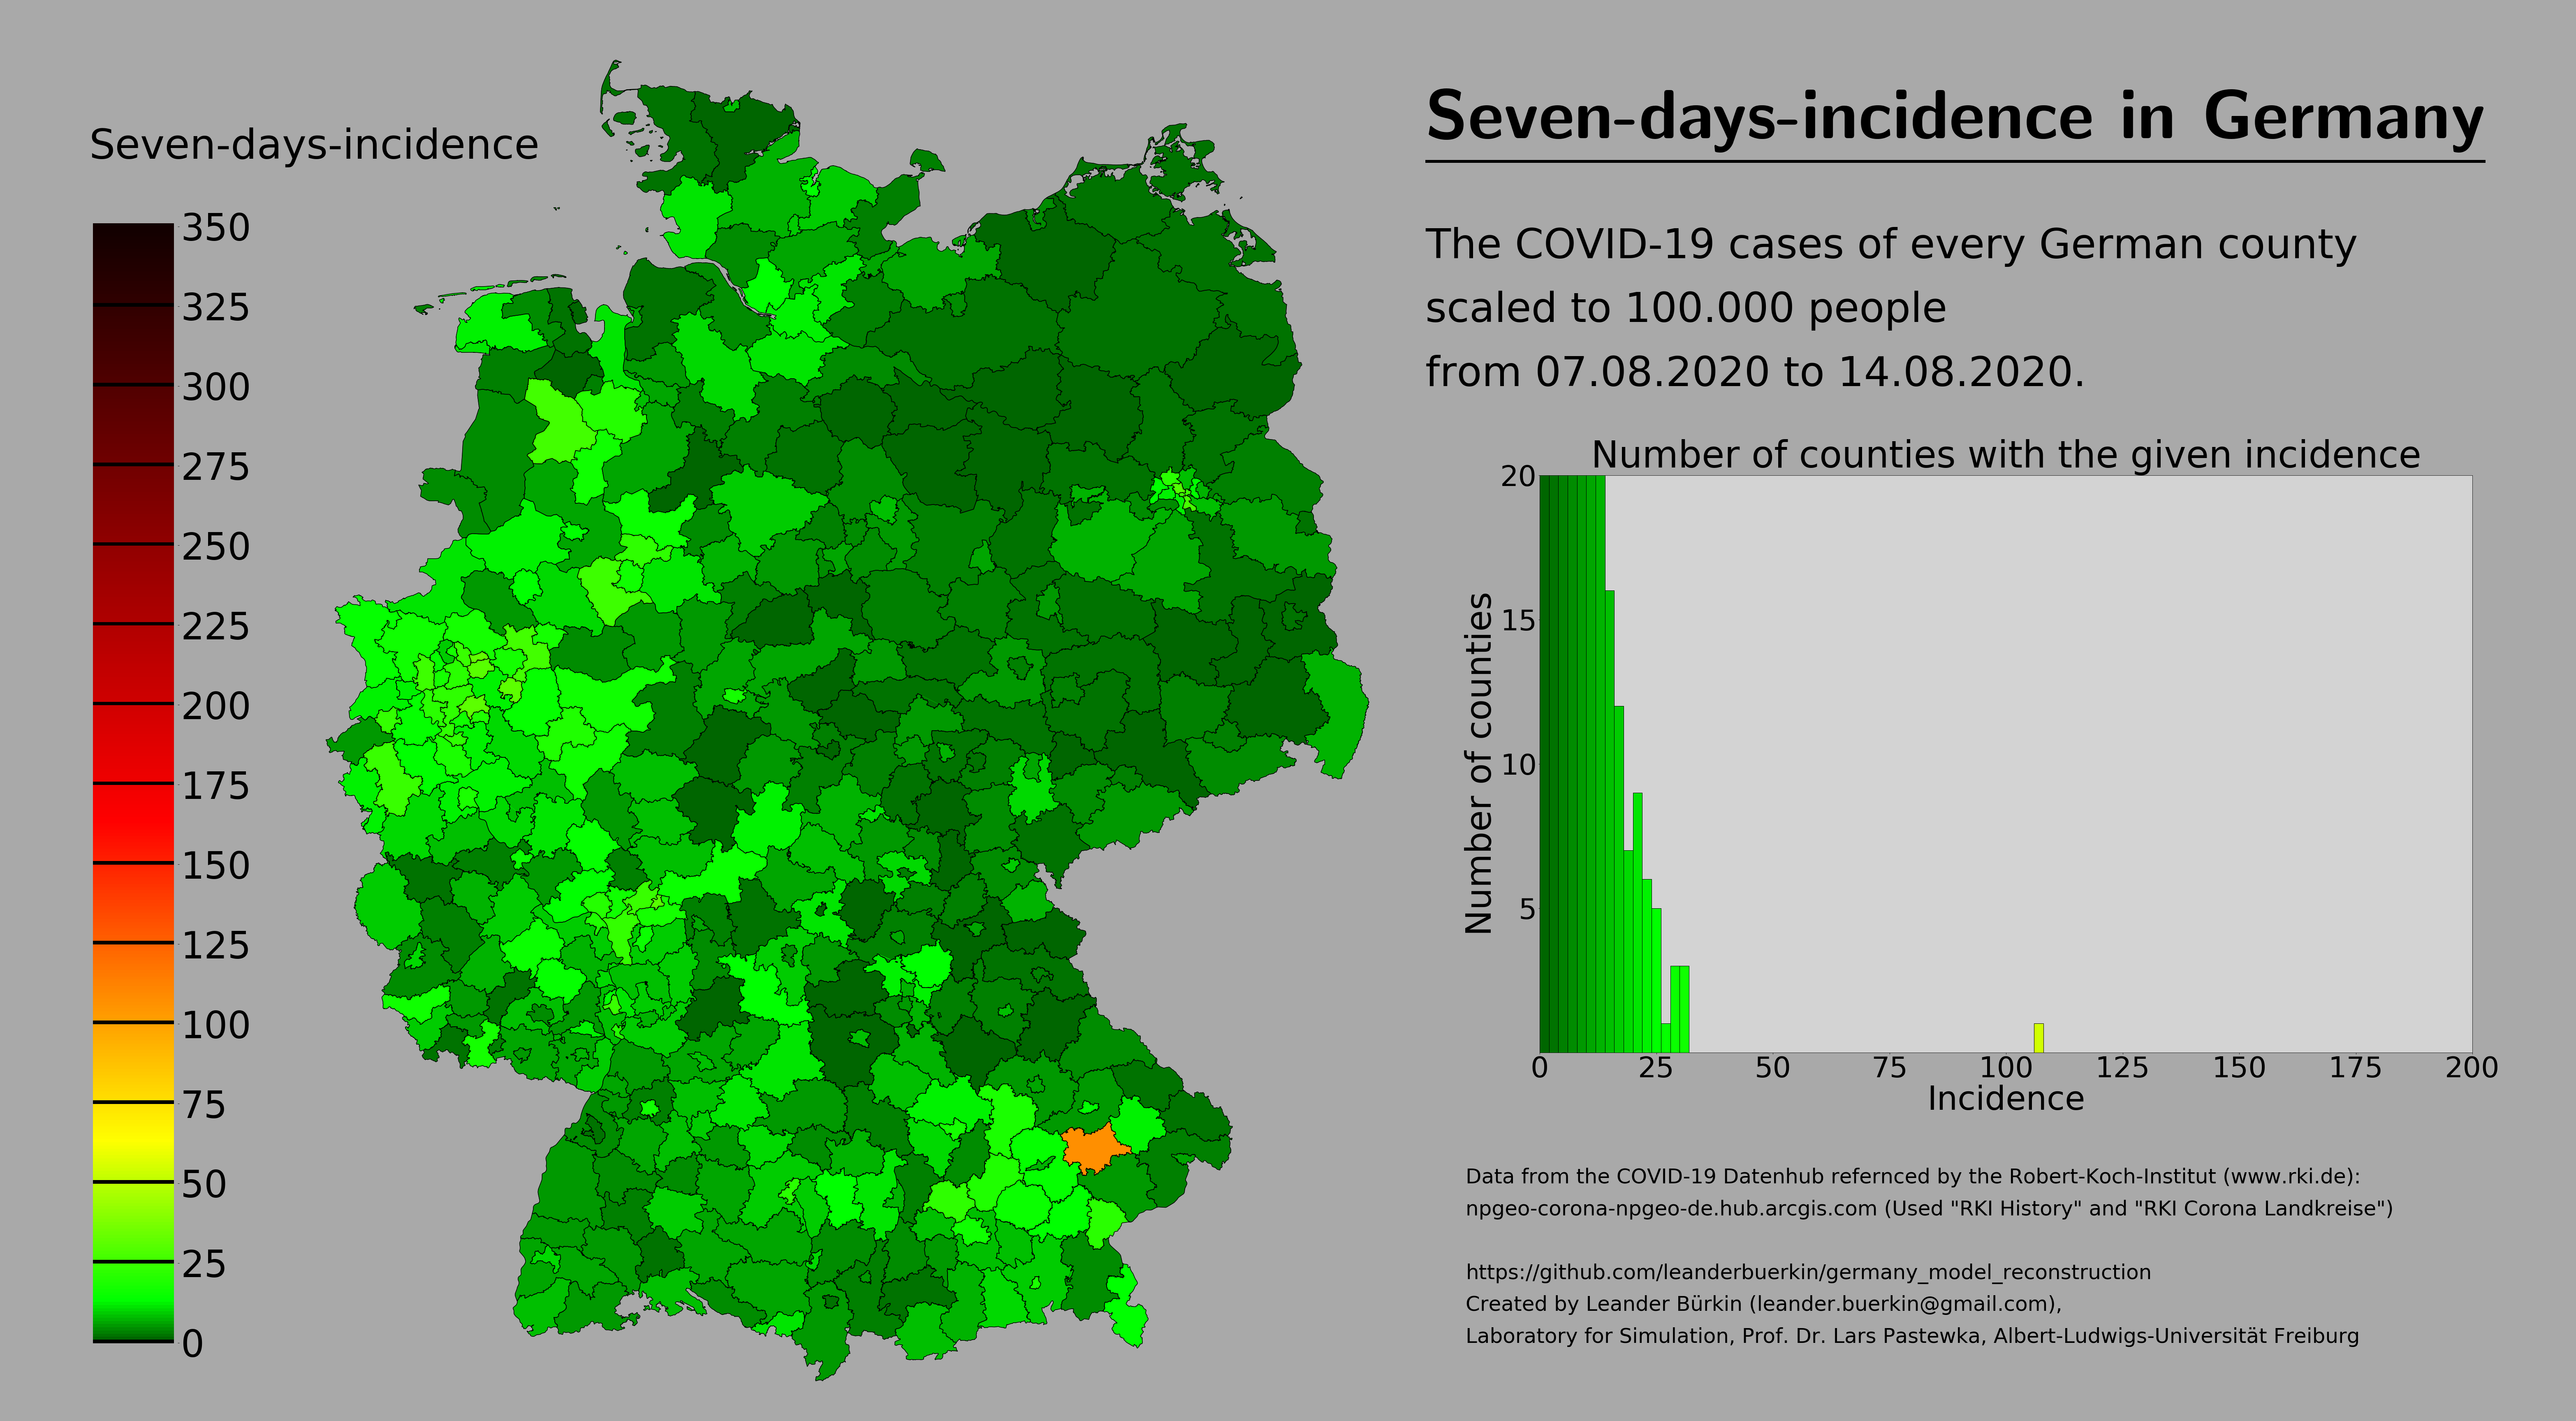 Seven-days-incidence in Germany
Seven-days-incidence
350
325
300
275
250
225
200
175
150
125
100
75
50
25
0
The COVID-19 cases of every German county
scaled to 100.000 people
from 07.08.2020 to 14.08.2020.
Number of counties with the given incidence
20
15
10
5
Number of counties
0 25 50 75 100 125 150 175 200
Incidence
Data from the COVID-19 Datenhub refernced by the Robert-Koch-Institut (www.rki.de):
npgeo-corona-npgeo-de.hub.arcgis.com (Used "RKI History" and "RKI Corona Landkreise")
https://github.com/leanderbuerkin/germany_model_reconstruction
Created by Leander Bürkin (leander.buerkin@gmail.com),
Laboratory for Simulation, Prof. Dr. Lars Pastewka, Albert-Ludwigs-Universität Freiburg